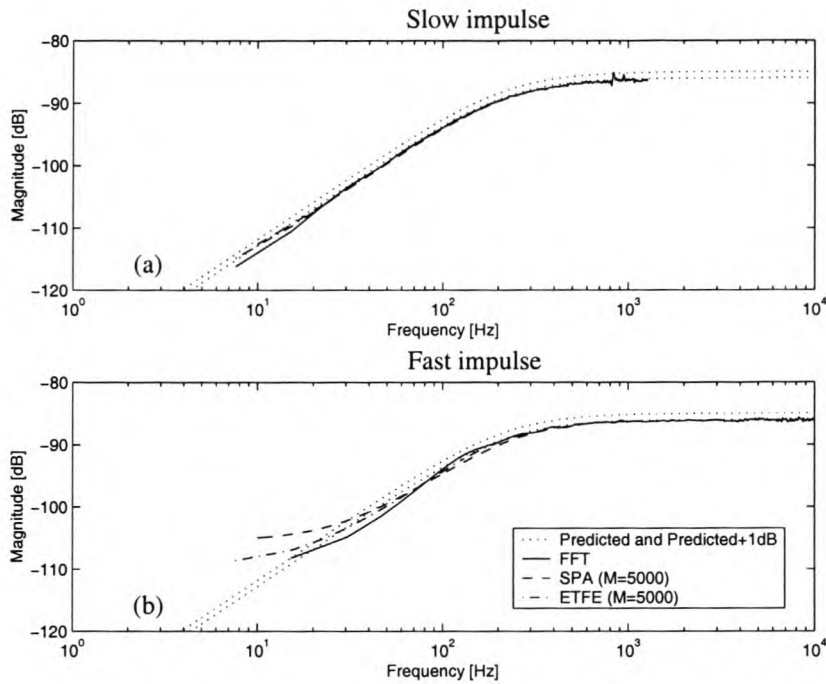 Slow impulse
−80
−90
−100
−110
−120
Magnitude [dB]
(a)
10^0
10^1
10^2
10^3
10^4
Frequency [Hz]
Fast impulse
−80
−90
−100
−110
−120
Magnitude [dB]
(b)
Predicted and Predicted+1dB
FFT
SPA (M=5000)
ETFE (M=5000)
10^0
10^1
10^2
10^3
10^4
Frequency [Hz]